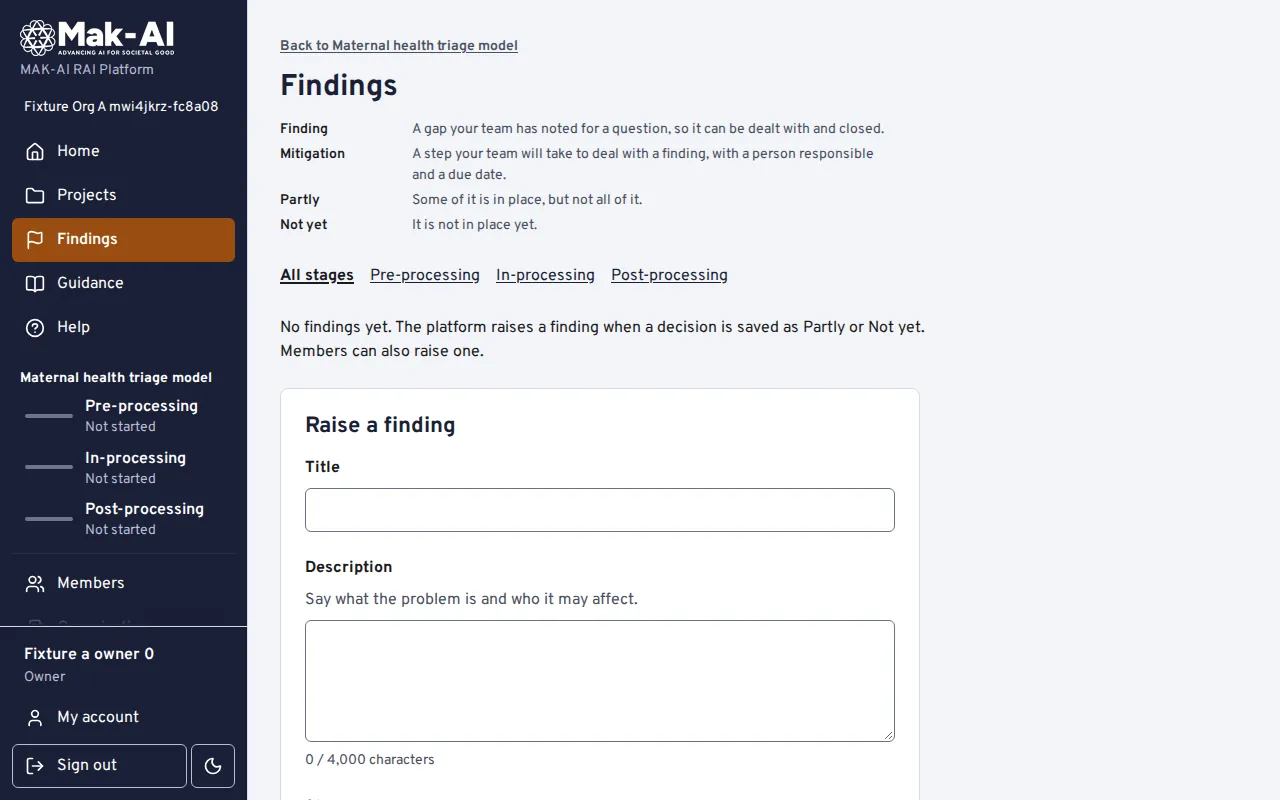 Mak-AI
ADVANCING AI FOR SOCIETAL GOOD
MAK-AI RAI Platform
Fixture Org A mwi4jkrz-fc8a08
Home
Projects
Findings
Guidance
Help
Maternal health triage model
Pre-processing
Not started
In-processing
Not started
Post-processing
Not started
Members
Fixture a owner 0
Owner
My account
Sign out
Back to Maternal health triage model
Findings
Finding
A gap your team has noted for a question, so it can be dealt with and closed.
Mitigation
A step your team will take to deal with a finding, with a person responsible
and a due date.
Partly
Some of it is in place, but not all of it.
Not yet
It is not in place yet.
All stages Pre-processing In-processing Post-processing
No findings yet. The platform raises a finding when a decision is saved as Partly or Not yet.
Members can also raise one.
Raise a finding
Title
Description
Say what the problem is and who it may affect.
0 / 4,000 characters